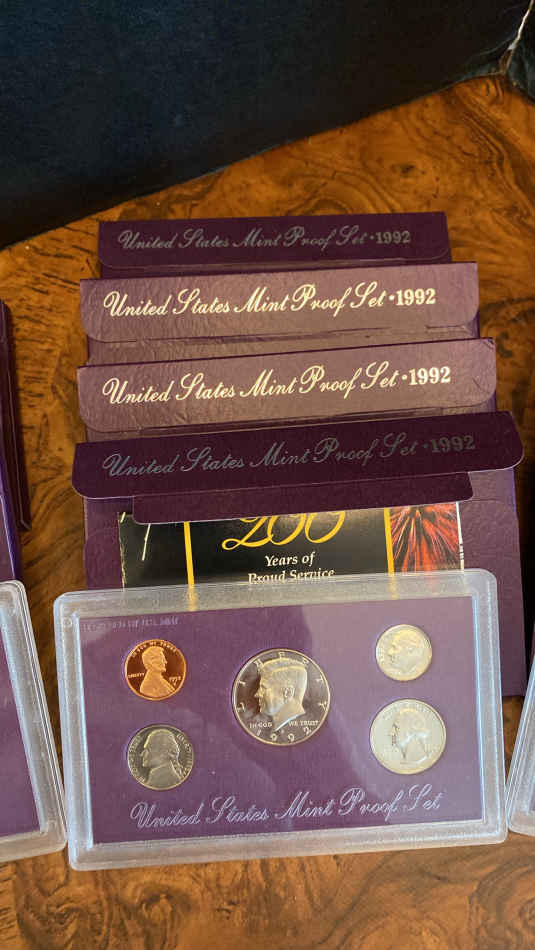 United States Mint Proof Set · 1992
United States Mint Proof Set · 1992
United States Mint Proof Set · 1992
United States Mint Proof Set · 1992
200
Years of
Proud Service
LIBERTY
1992
S
LIBERTY
IN GOD WE TRUST
1992
United States Mint Proof Set